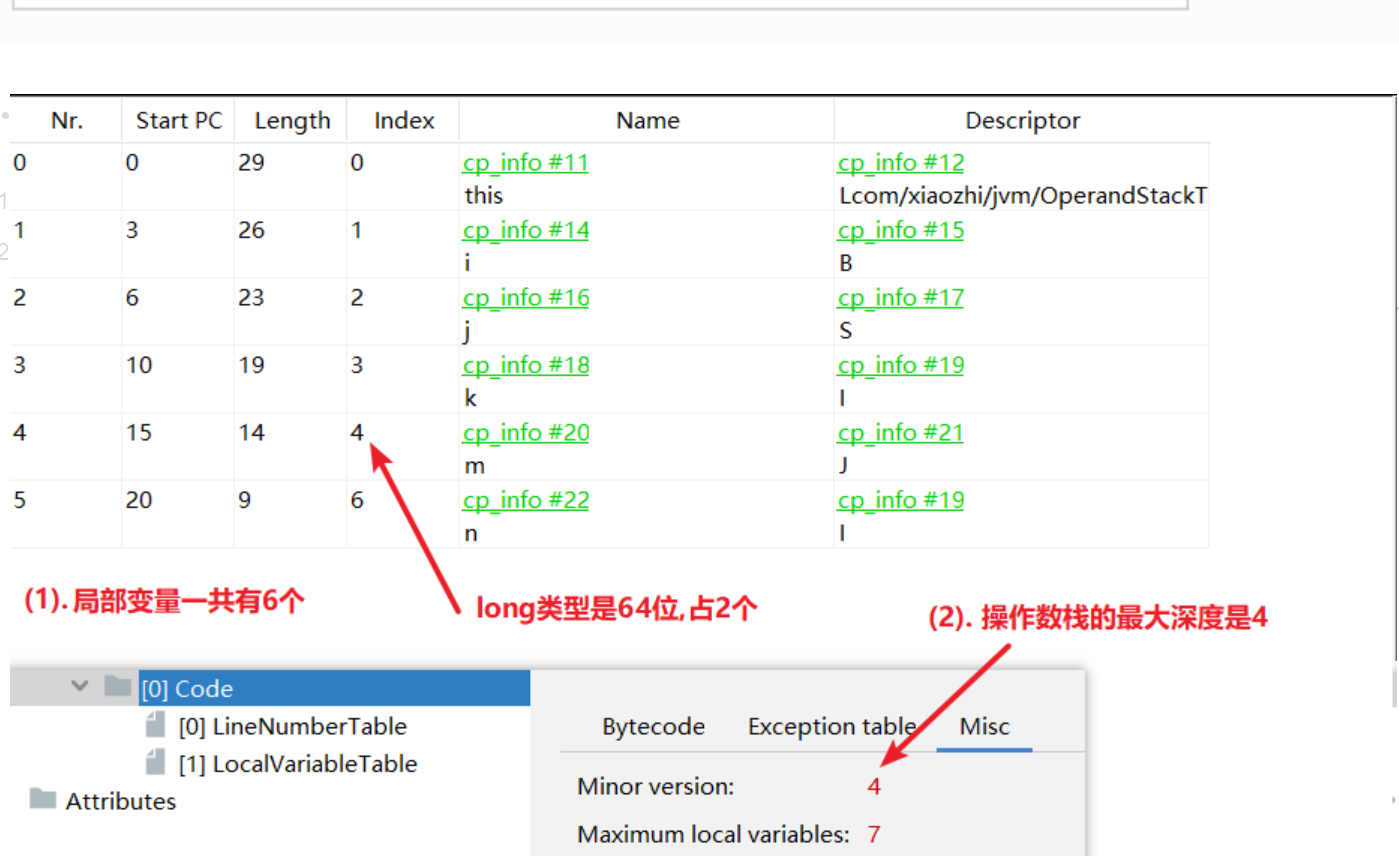 Nr. Start PC Length Index Name Descriptor
0 0 29 0 cp_info #11 cp_info #12
this Lcom/xiaozhi/jvm/OperandStackT
1
1 3 26 1 cp_info #14 cp_info #15
i B
2
2 6 23 2 cp_info #16 cp_info #17
j S
3 10 19 3 cp_info #18 cp_info #19
k I
4 15 14 4 cp_info #20 cp_info #21
m J
5 20 9 6 cp_info #22 cp_info #19
n I
(1). 局部变量一共有6个
long类型是64位,占2个
(2). 操作数栈的最大深度是4
[0] Code
[0] LineNumberTable
[1] LocalVariableTable
Attributes
Bytecode Exception table Misc
Minor version: 4
Maximum local variables: 7